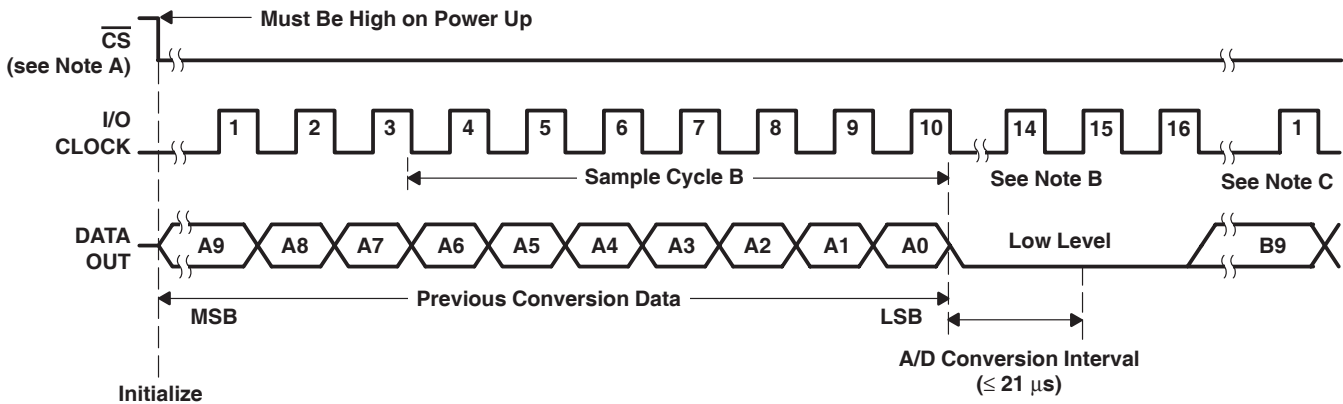 Must Be High on Power Up
CS
(see Note A)
I/O
CLOCK
1 2 3 4 5 6 7 8 9 10 14 15 16 1
Sample Cycle B
See Note B
See Note C
DATA
OUT
A9 A8 A7 A6 A5 A4 A3 A2 A1 A0 Low Level B9
Previous Conversion Data
MSB LSB
A/D Conversion Interval
(≤ 21 μs)
Initialize